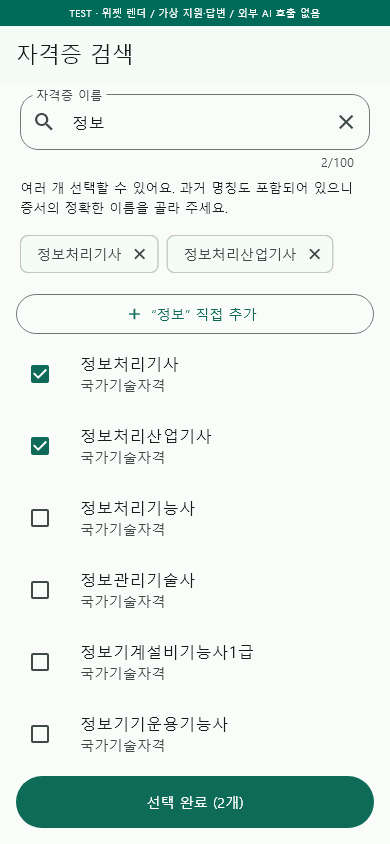 TEST · 위젯 렌더 / 가상 지원·답변 / 외부 AI 호출 없음
자격증 검색
자격증 이름
정보
2/100
여러 개 선택할 수 있어요. 과거 명칭도 포함되어 있으니
증서의 정확한 이름을 골라 주세요.
정보처리기사 정보처리산업기사
+ “정보” 직접 추가
정보처리기사
국가기술자격
정보처리산업기사
국가기술자격
정보처리기능사
국가기술자격
정보관리기술사
국가기술자격
정보기계설비기능사1급
국가기술자격
정보기기운용기능사
국가기술자격
선택 완료 (2개)